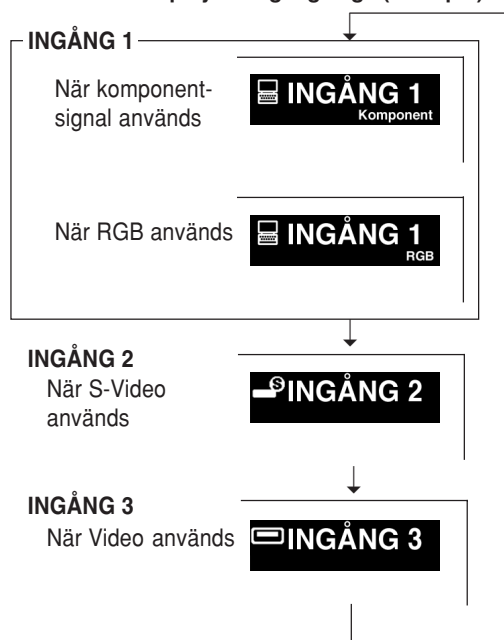 INGÅNG 1
När komponent-
signal används
INGÅNG 1
Komponent
När RGB används
INGÅNG 1
RGB
INGÅNG 2
När S-Video
används
S
INGÅNG 2
INGÅNG 3
När Video används
INGÅNG 3